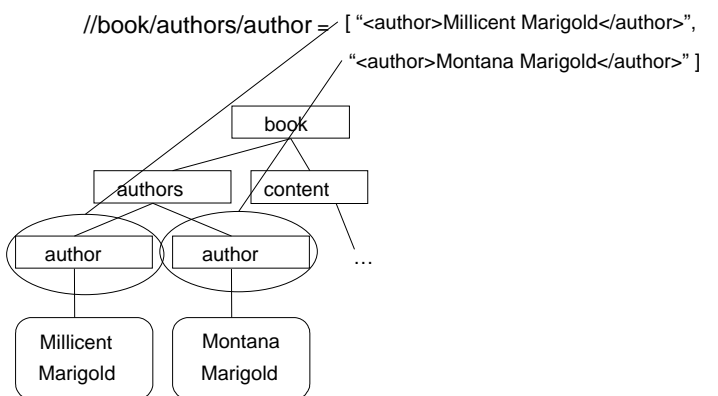 //book/authors/author = [ “<author>Millicent Marigold</author>”,
“<author>Montana Marigold</author>” ]
book
authors content
author author …
Millicent Montana
Marigold Marigold